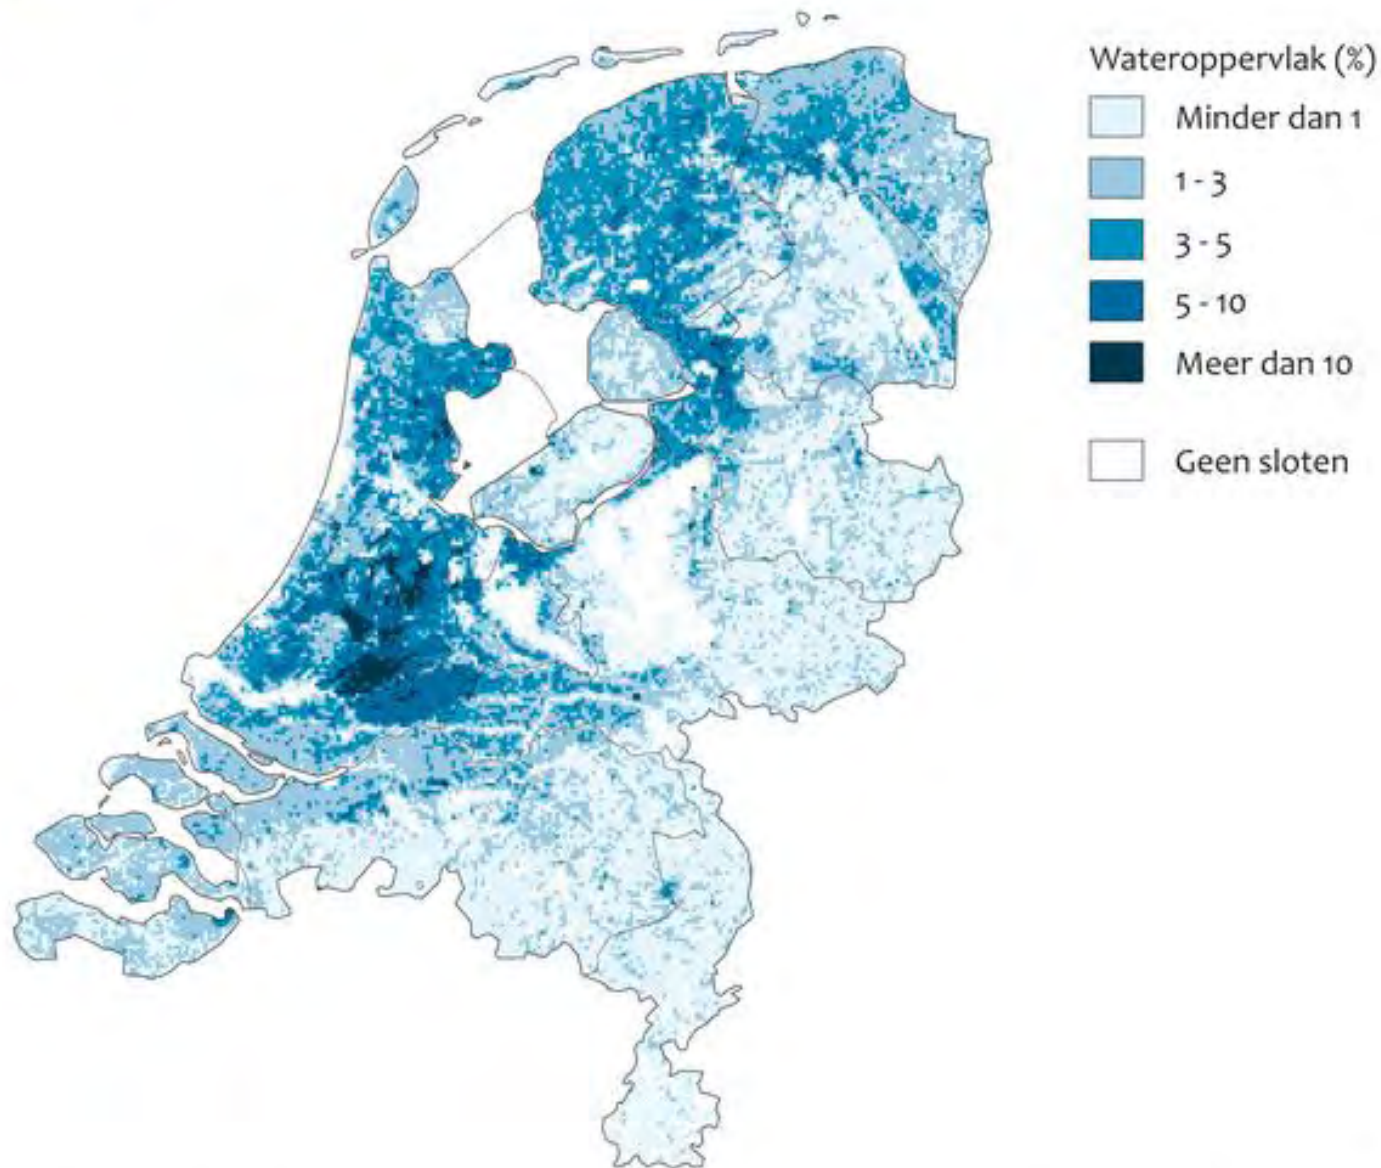 Wateroppervlak (%)
Minder dan 1
1 - 3
3 - 5
5 - 10
Meer dan 10
Geen sloten